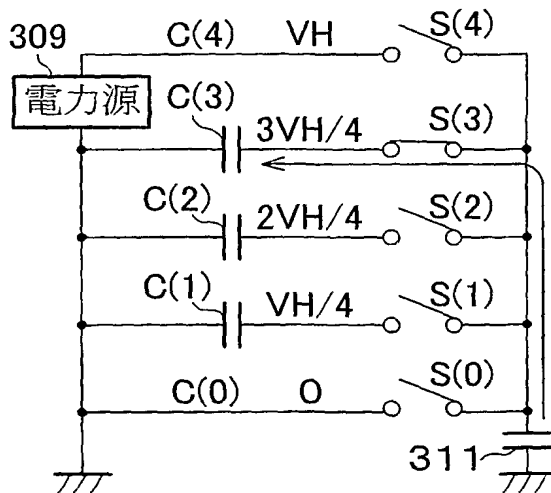 309
電力源
C(4) VH S(4)
C(3) 3VH/4 S(3)
C(2) 2VH/4 S(2)
C(1) VH/4 S(1)
C(0) O S(0)
311